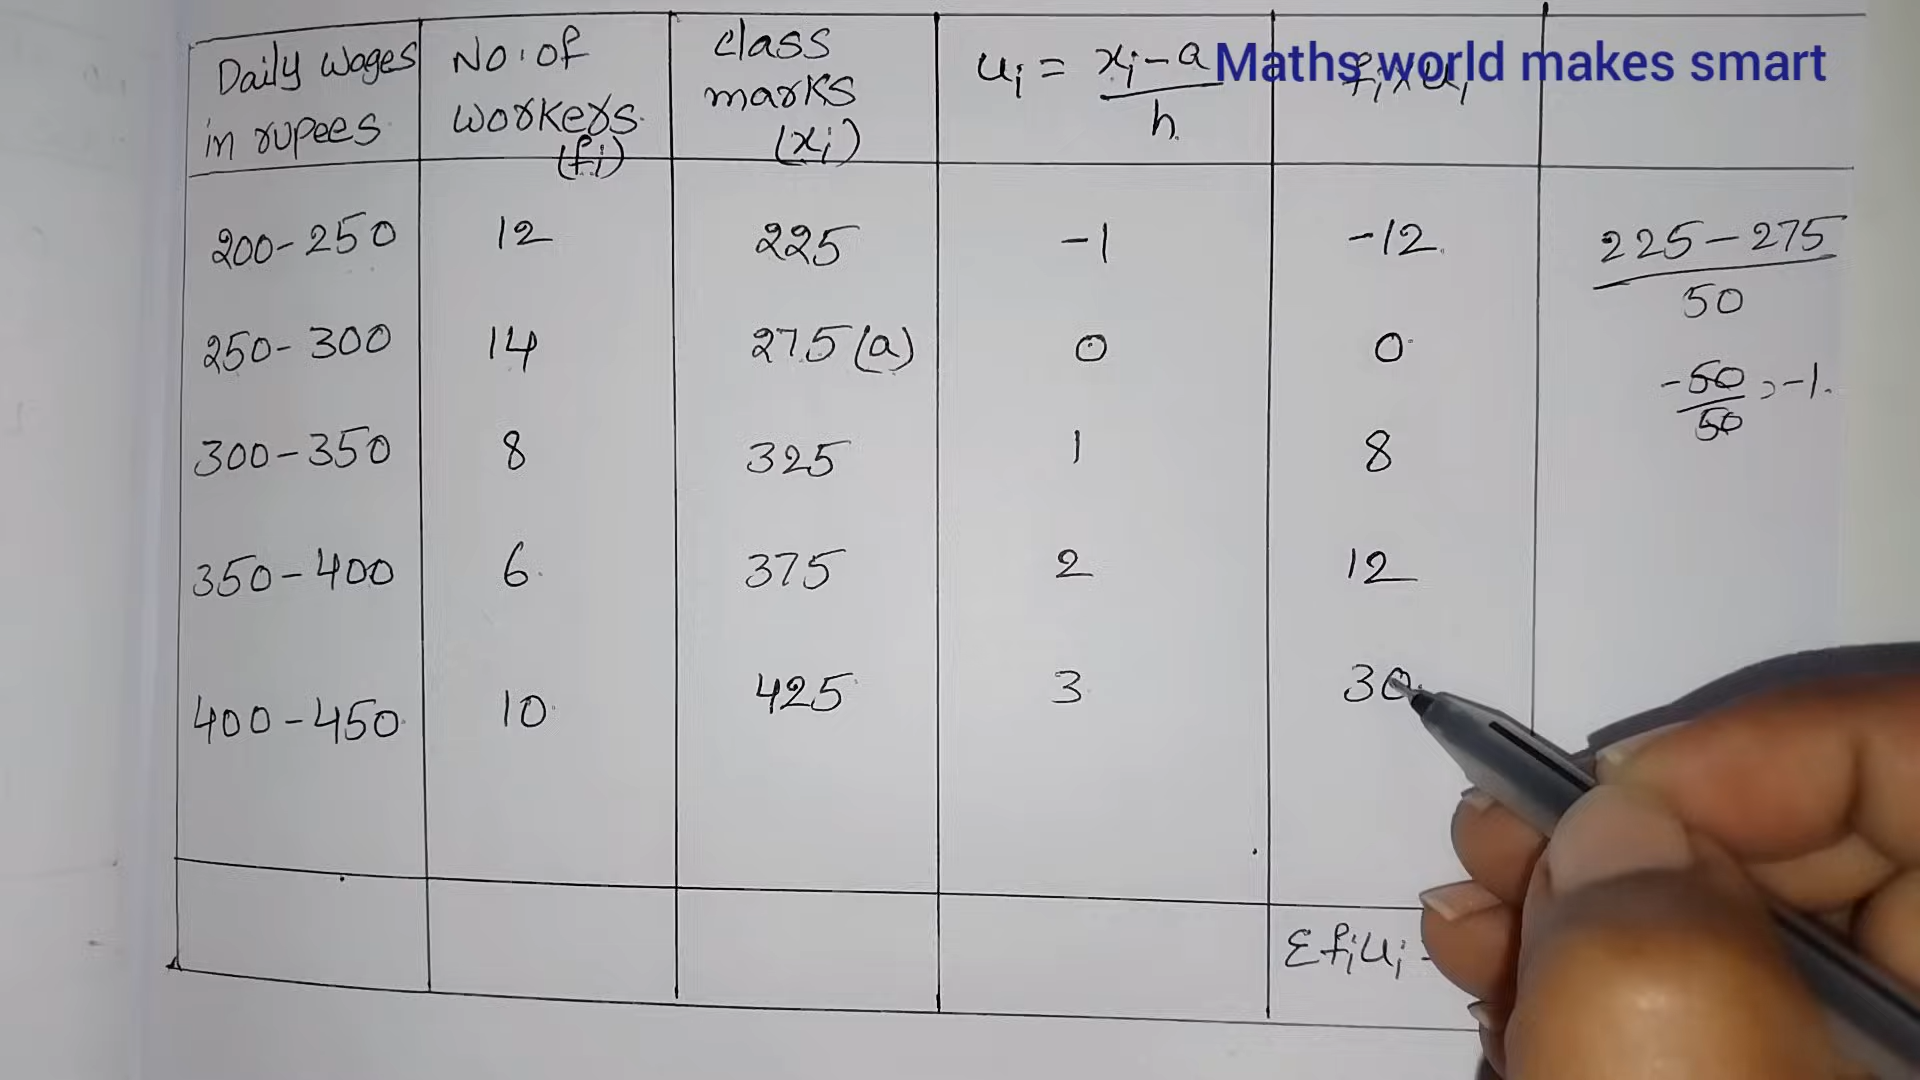 Maths world makes smart
Daily wages in rupees
No. of workers (fi)
class marks (xi)
ui = xi - a / h
fi x ui
200-250 12 225 -1 -12.
250-300 14 275(a) 0 0.
300-350 8 325 1 8
350-400 6. 375 2 12
400-450. 10. 425 3 30.
225-275
50
-50 = -1.
50
Σfiui =